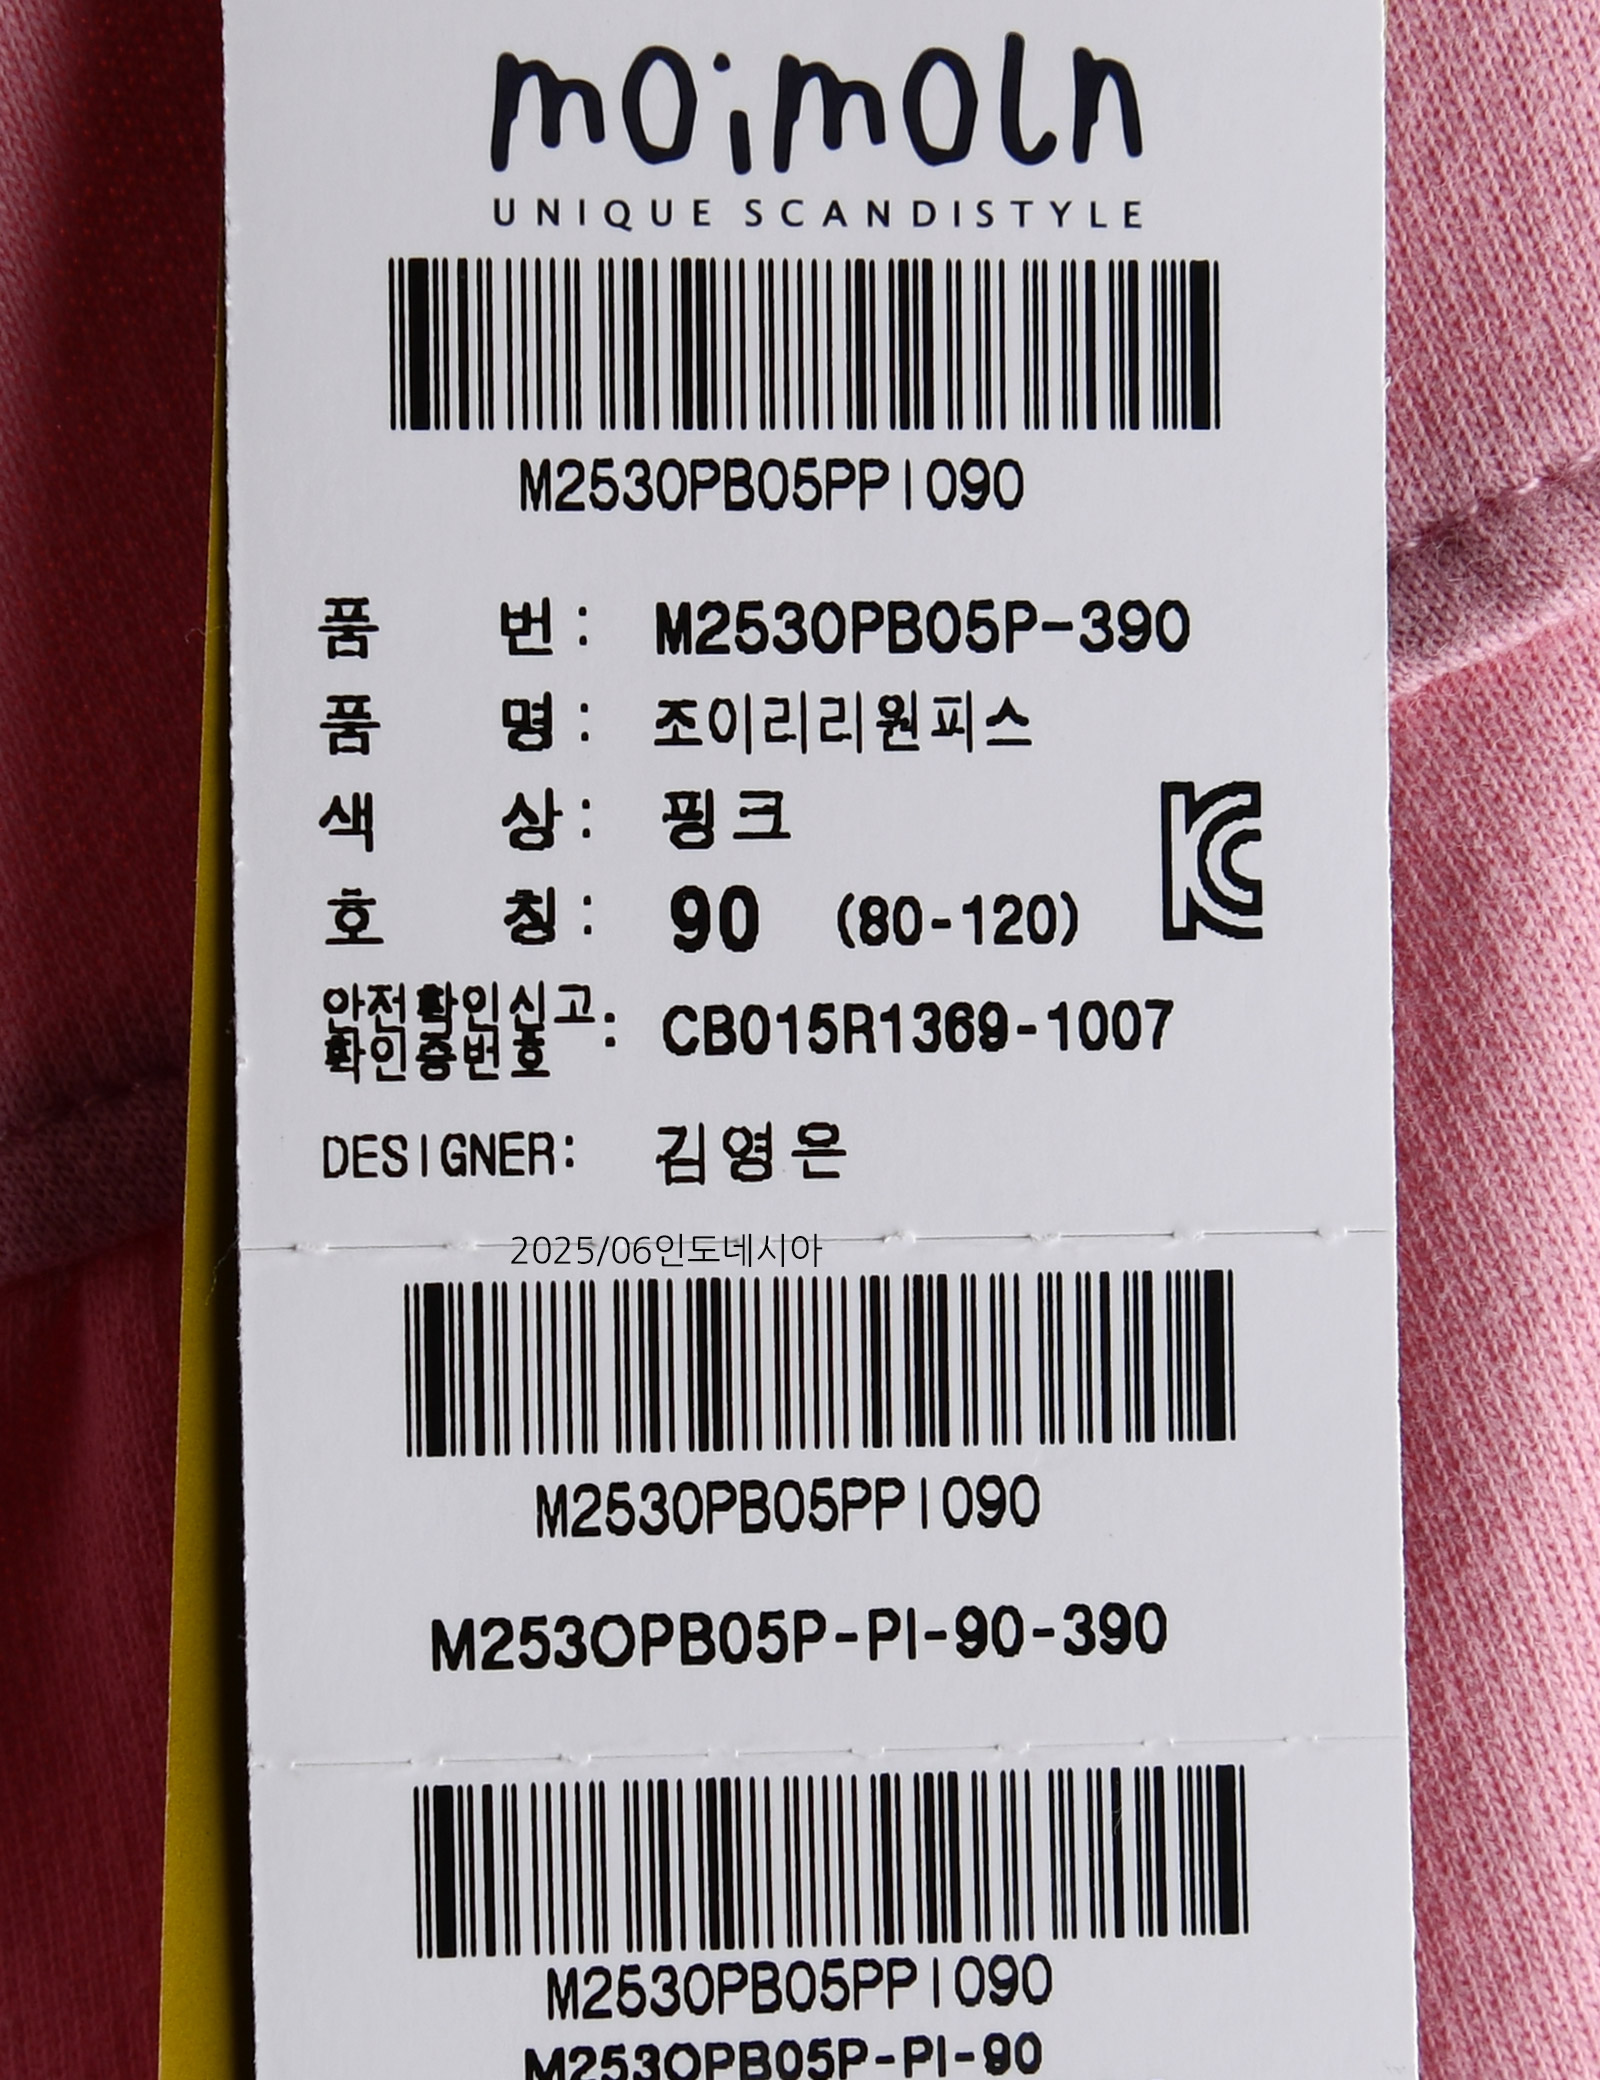 moimoln
UNIQUE SCANDISTYLE
M2530PB05PPI090
품 번: M2530PB05P-390
품 명: 조이리리원피스
색 상: 핑크
호 칭: 90 (80-120)
안전확인신고
확인증번호: CB015R1369-1007
DESIGNER: 김영은
2025/06인도네시아
M2530PB05PPI090
M2530PB05P-PI-90-390
M2530PB05PPI090
M2530PB05P-PI-90